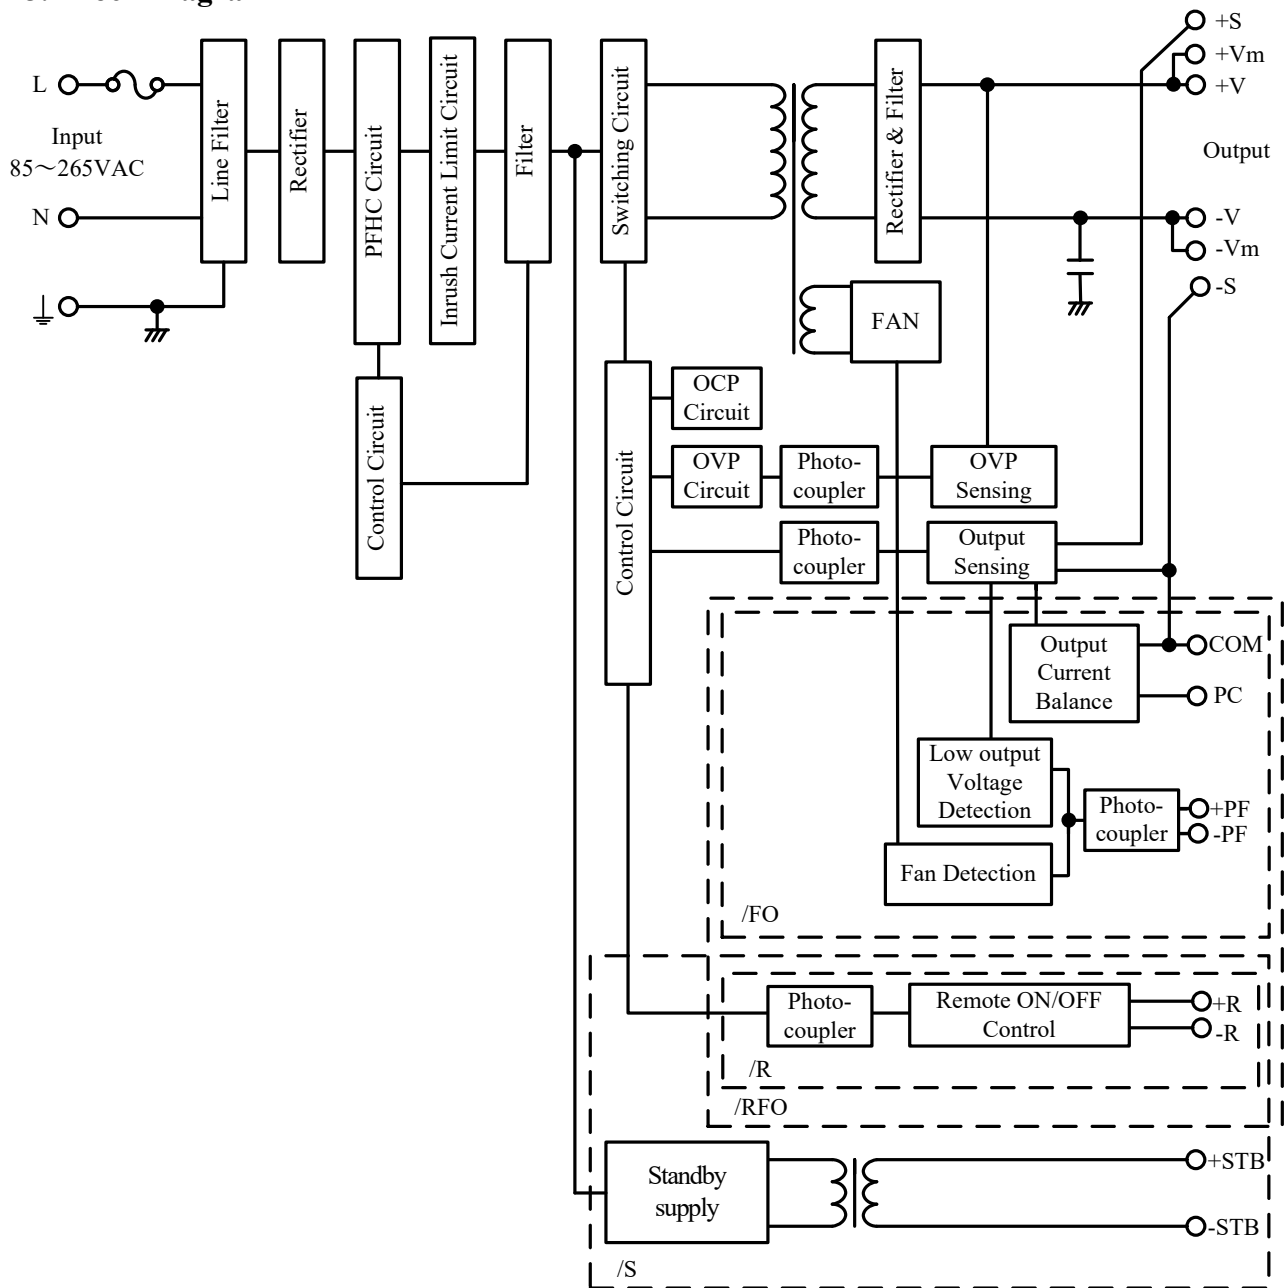 +S
+Vm
+V
L
Input
85～265VAC
N
Line Filter
Rectifier
PFHC Circuit
Inrush Current Limit Circuit
Filter
Switching Circuit
Rectifier & Filter
Output
-V
-Vm
-S
FAN
Control Circuit
Control Circuit
OCP
Circuit
OVP
Circuit
Photo-
coupler
OVP
Sensing
Photo-
coupler
Output
Sensing
Output
Current
Balance
COM
PC
Low output
Voltage
Detection
Photo-
coupler
+PF
-PF
Fan Detection
/FO
Photo-
coupler
Remote ON/OFF
Control
+R
-R
/R
/RFO
Standby
supply
+STB
-STB
/S